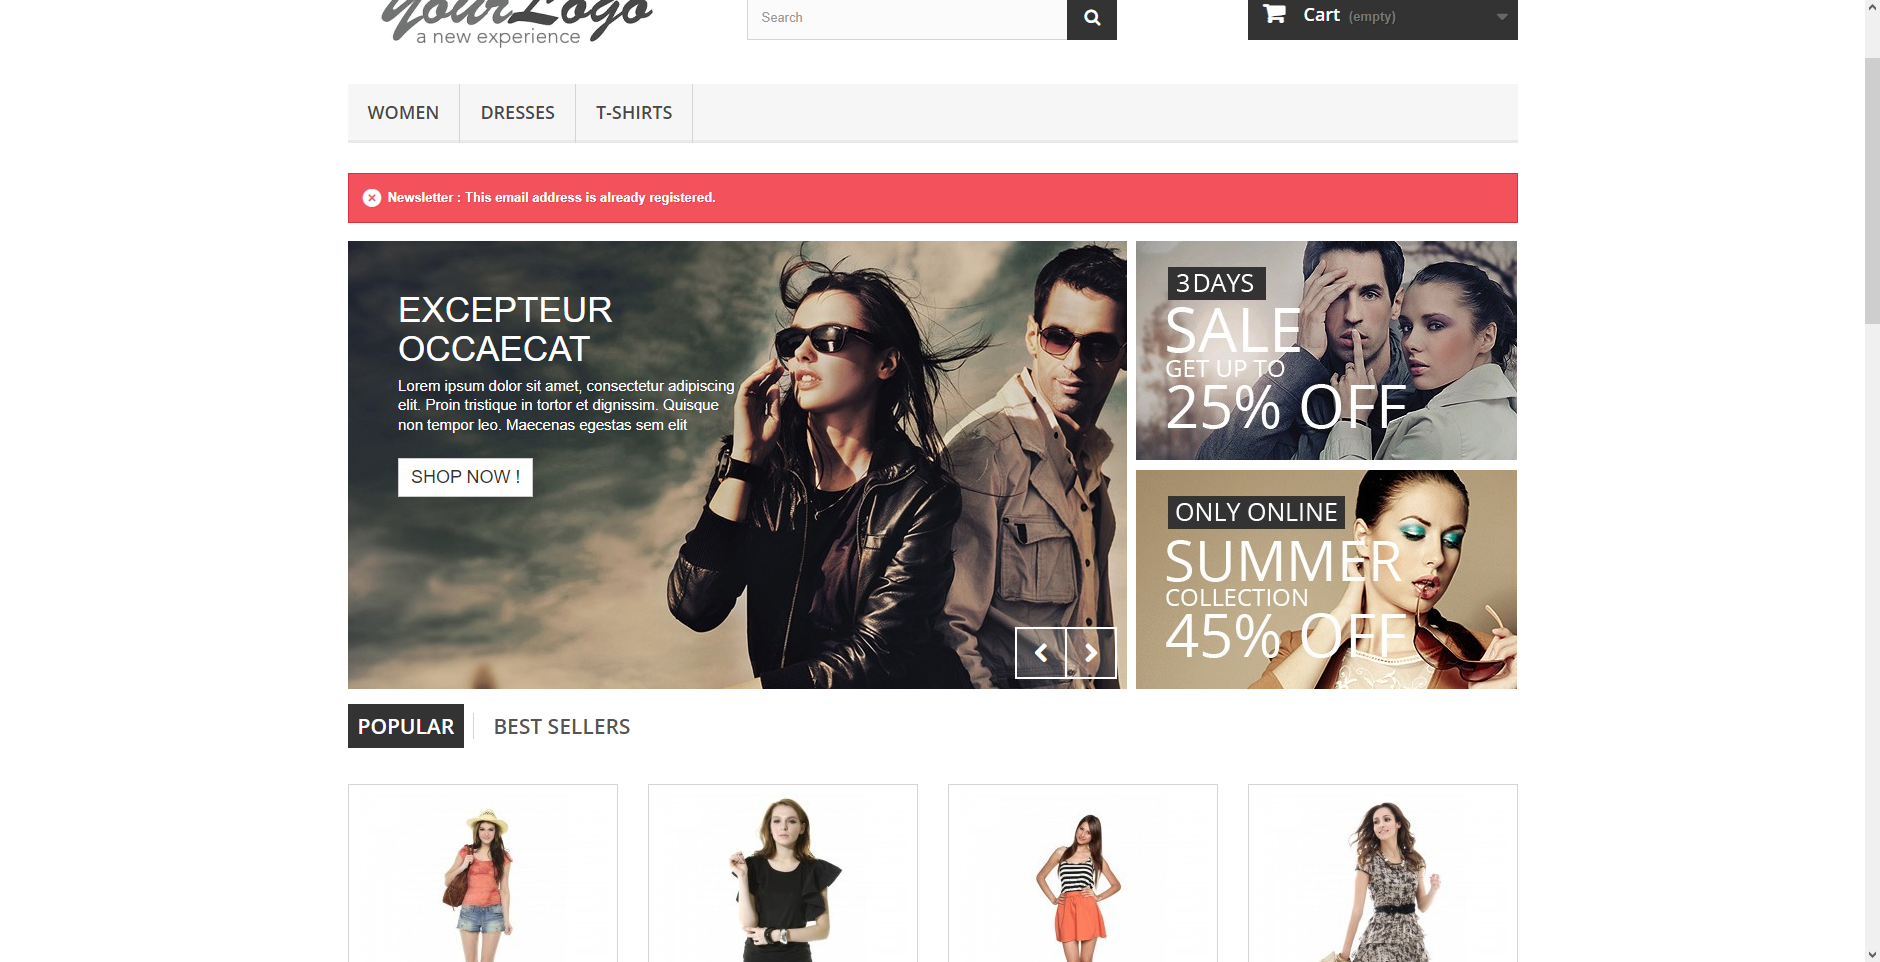 YourLogo
a new experience
Search
Cart (empty)
WOMEN
DRESSES
T-SHIRTS
Newsletter : This email address is already registered.
EXCEPTEUR
OCCAECAT
Lorem ipsum dolor sit amet, consectetur adipiscing
elit. Proin tristique in tortor et dignissim. Quisque
non tempor leo. Maecenas egestas sem elit
SHOP NOW !
3 DAYS
SALE
GET UP TO
25% OFF
ONLY ONLINE
SUMMER
COLLECTION
45% OFF
POPULAR
BEST SELLERS